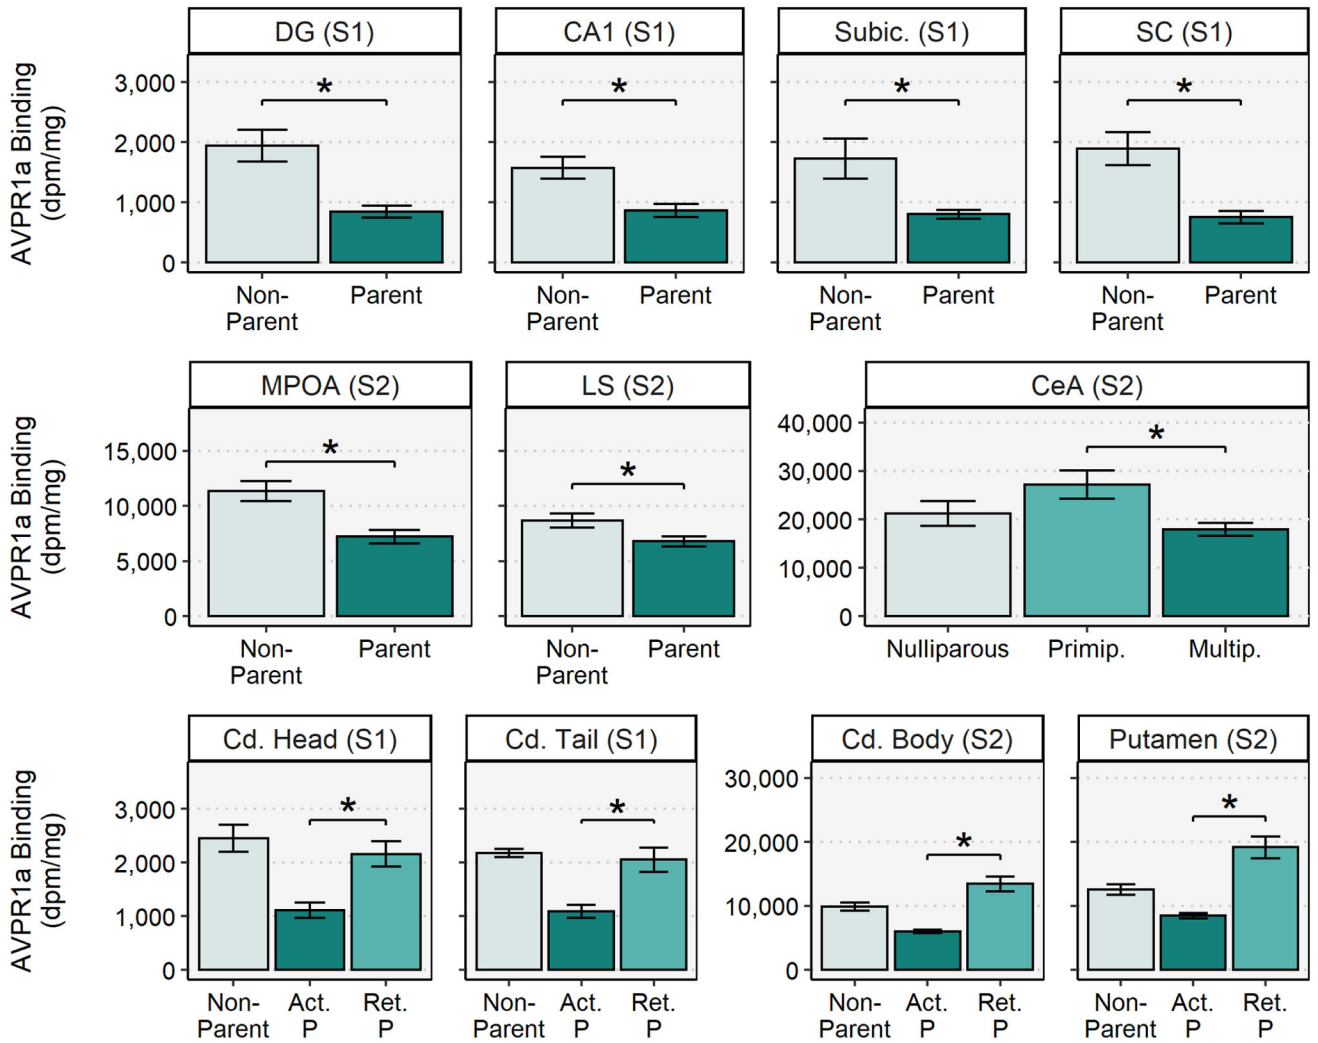 DG (S1)
CA1 (S1)
Subic. (S1)
SC (S1)
AVPR1a Binding
(dpm/mg)
3,000
2,000
1,000
0
*
*
*
*
Non-
Parent
Parent
Non-
Parent
Parent
Non-
Parent
Parent
Non-
Parent
Parent
MPOA (S2)
LS (S2)
CeA (S2)
AVPR1a Binding
(dpm/mg)
15,000
10,000
5,000
0
*
*
40,000
30,000
20,000
10,000
0
*
Non-
Parent
Parent
Non-
Parent
Parent
Nulliparous
Primip.
Multip.
Cd. Head (S1)
Cd. Tail (S1)
Cd. Body (S2)
Putamen (S2)
AVPR1a Binding
(dpm/mg)
3,000
2,000
1,000
0
*
*
30,000
20,000
10,000
0
*
*
Non-
Parent
Act.
P
Ret.
P
Non-
Parent
Act.
P
Ret.
P
Non-
Parent
Act.
P
Ret.
P
Non-
Parent
Act.
P
Ret.
P